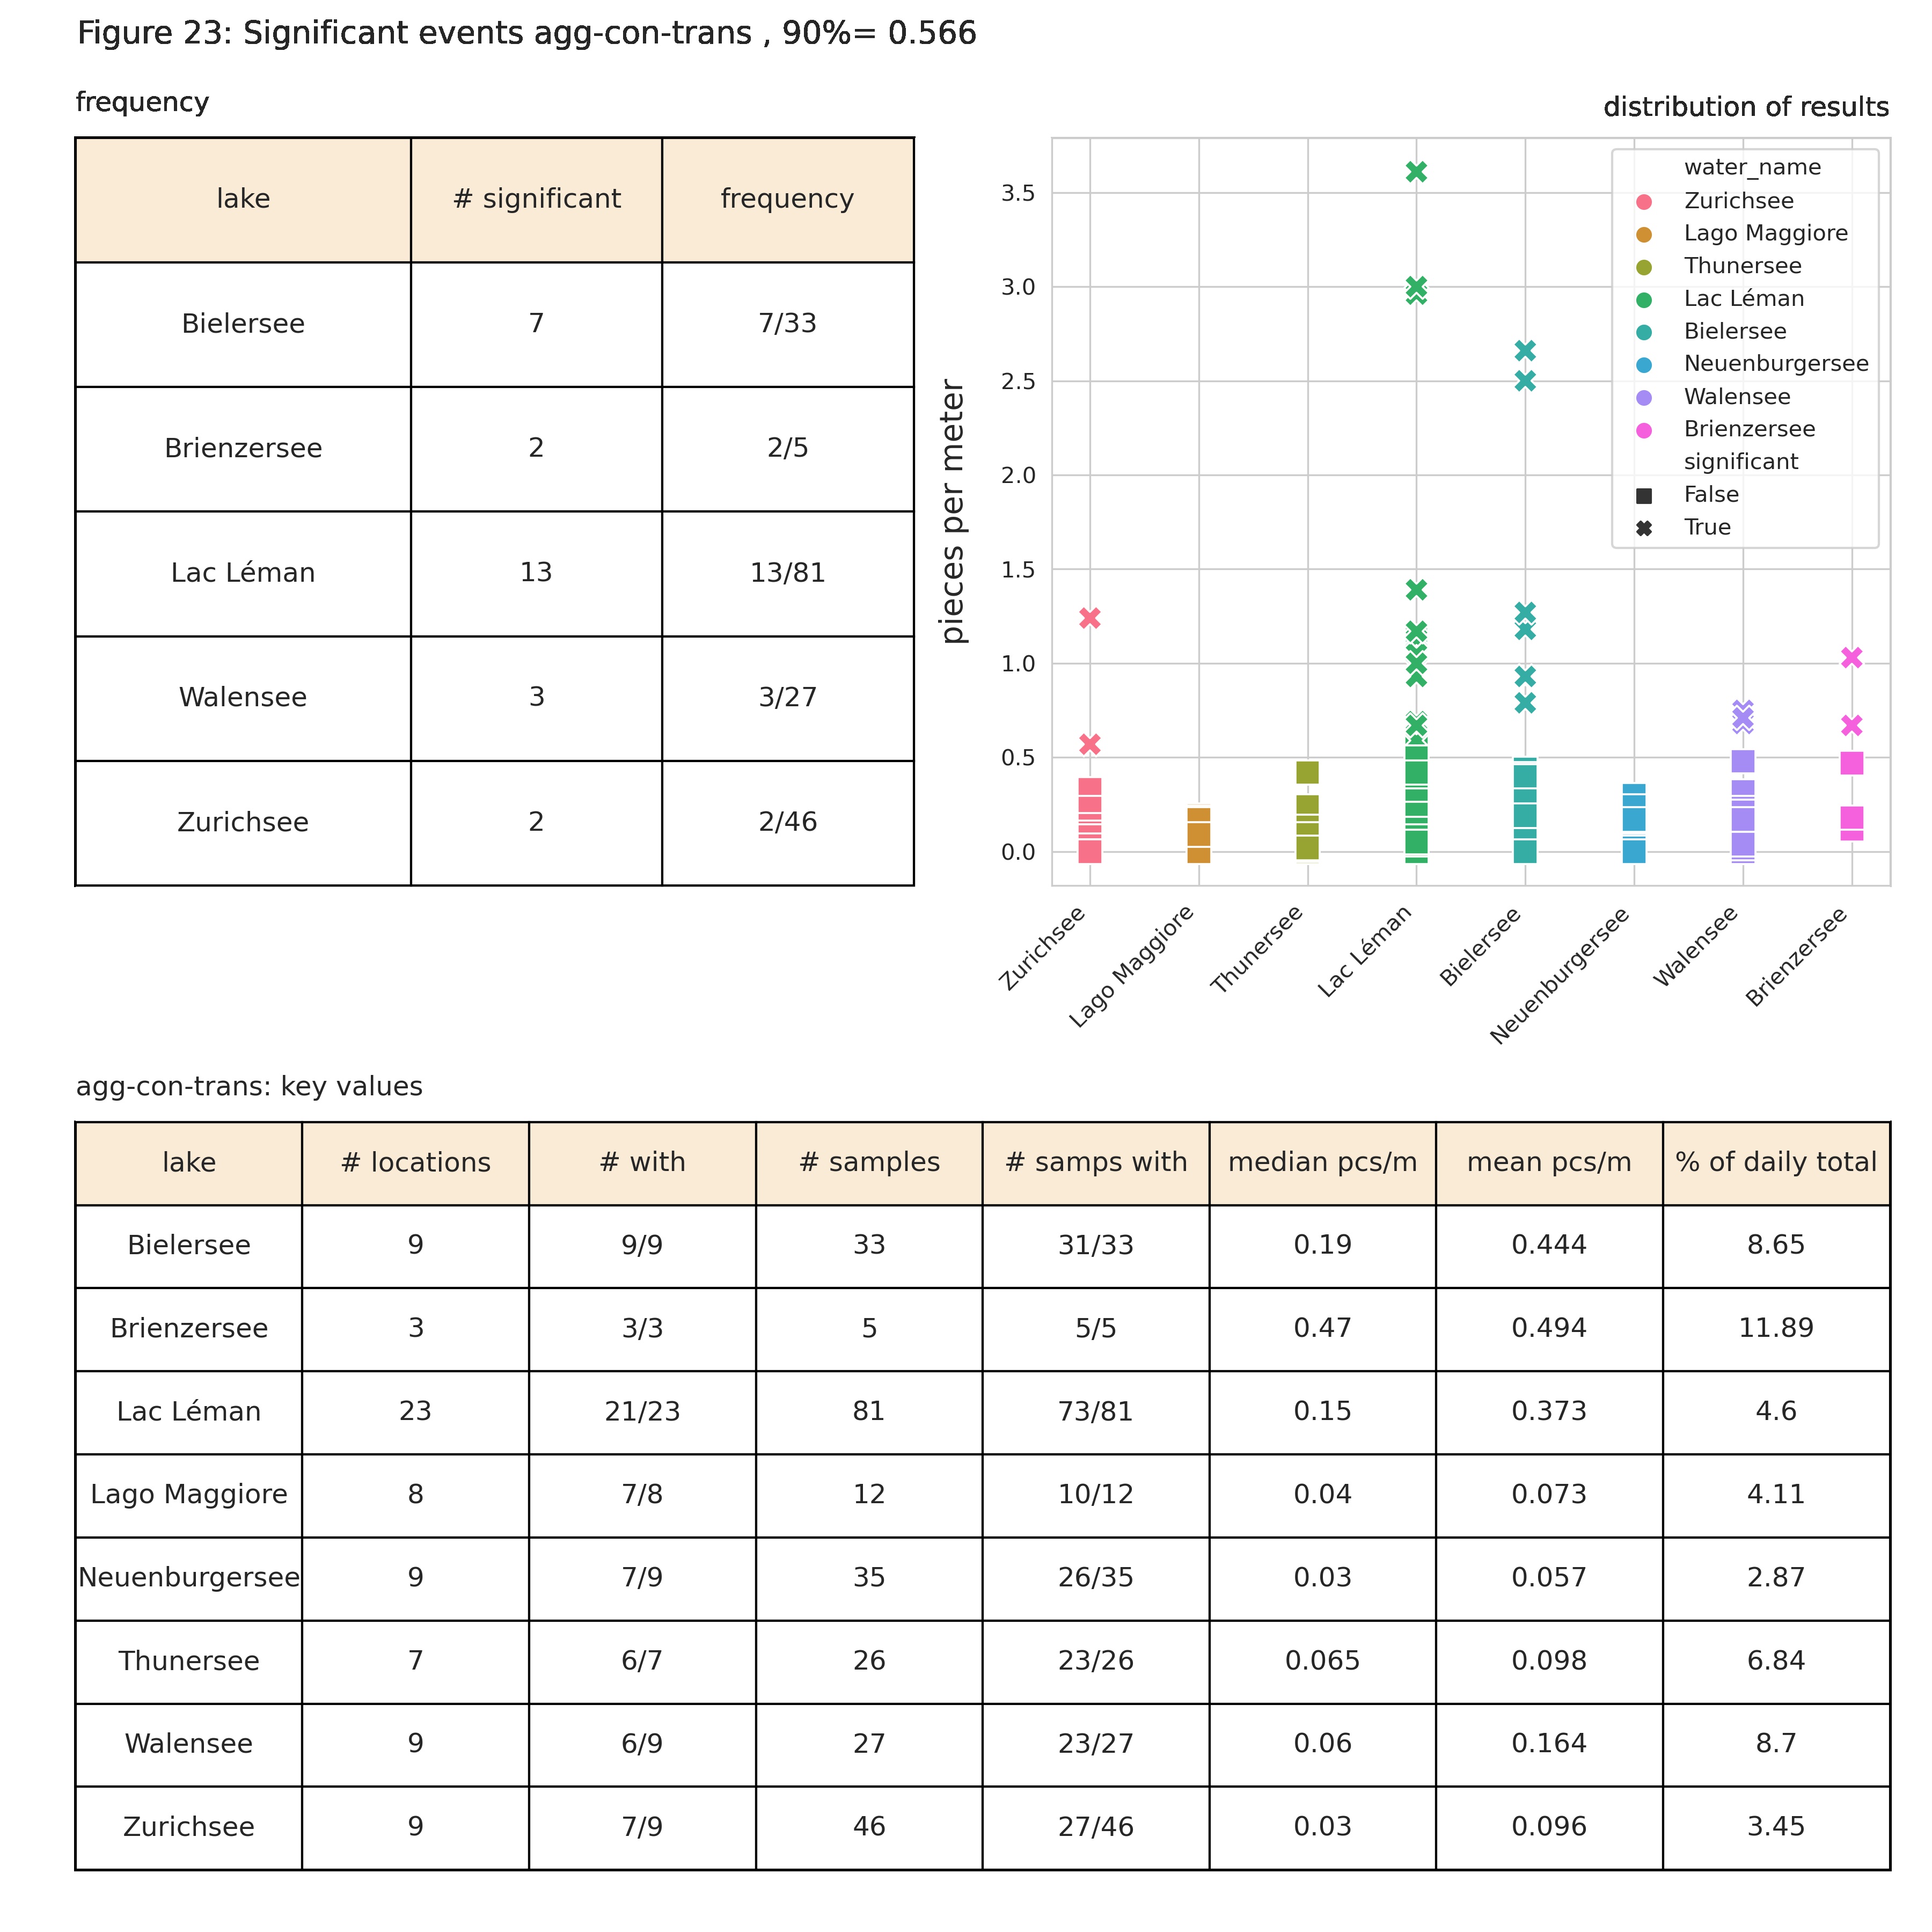 Figure 23: Significant events agg-con-trans , 90%= 0.566
frequency
lake # significant frequency
Bielersee 7 7/33
Brienzersee 2 2/5
Lac Léman 13 13/81
Walensee 3 3/27
Zurichsee 2 2/46
distribution of results
pieces per meter
3.5
3.0
2.5
2.0
1.5
1.0
0.5
0.0
water_name
Zurichsee
Lago Maggiore
Thunersee
Lac Léman
Bielersee
Neuenburgersee
Walensee
Brienzersee
significant
False
True
Zurichsee
Lago Maggiore
Thunersee
Lac Léman
Bielersee
Neuenburgersee
Walensee
Brienzersee
agg-con-trans: key values
lake # locations # with # samples # samps with median pcs/m mean pcs/m % of daily total
Bielersee 9 9/9 33 31/33 0.19 0.444 8.65
Brienzersee 3 3/3 5 5/5 0.47 0.494 11.89
Lac Léman 23 21/23 81 73/81 0.15 0.373 4.6
Lago Maggiore 8 7/8 12 10/12 0.04 0.073 4.11
Neuenburgersee 9 7/9 35 26/35 0.03 0.057 2.87
Thunersee 7 6/7 26 23/26 0.065 0.098 6.84
Walensee 9 6/9 27 23/27 0.06 0.164 8.7
Zurichsee 9 7/9 46 27/46 0.03 0.096 3.45